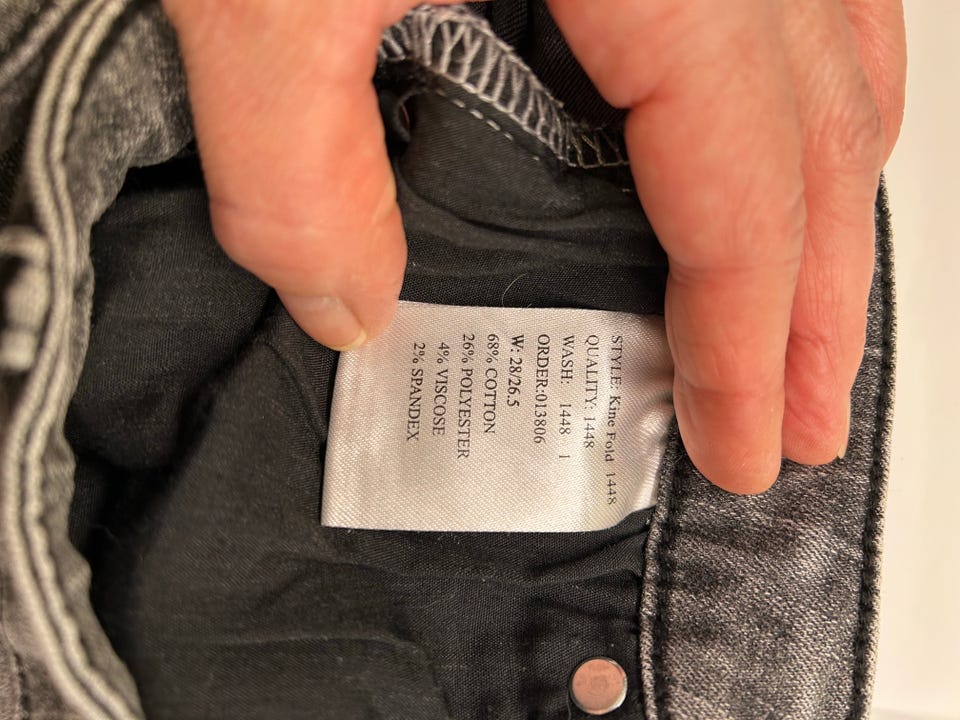 STYLE: Kine Fold 1448
QUALITY: 1448
WASH: 1448 1
ORDER:013806
W: 28/26.5
68% COTTON
26% POLYESTER
4% VISCOSE
2% SPANDEX